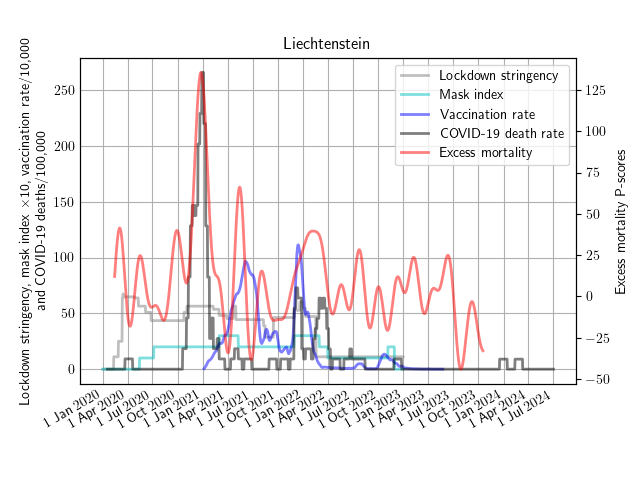 Liechtenstein
Lockdown stringency, mask index ×10, vaccination rate/10,000
and COVID-19 deaths/100,000
250
200
150
100
50
0
125
100
75
50
25
0
−25
−50
Excess mortality P-scores
Lockdown stringency
Mask index
Vaccination rate
COVID-19 death rate
Excess mortality
1 Jan 2020
1 Apr 2020
1 Jul 2020
1 Oct 2020
1 Jan 2021
1 Apr 2021
1 Jul 2021
1 Oct 2021
1 Jan 2022
1 Apr 2022
1 Jul 2022
1 Oct 2022
1 Jan 2023
1 Apr 2023
1 Jul 2023
1 Oct 2023
1 Jan 2024
1 Apr 2024
1 Jul 2024